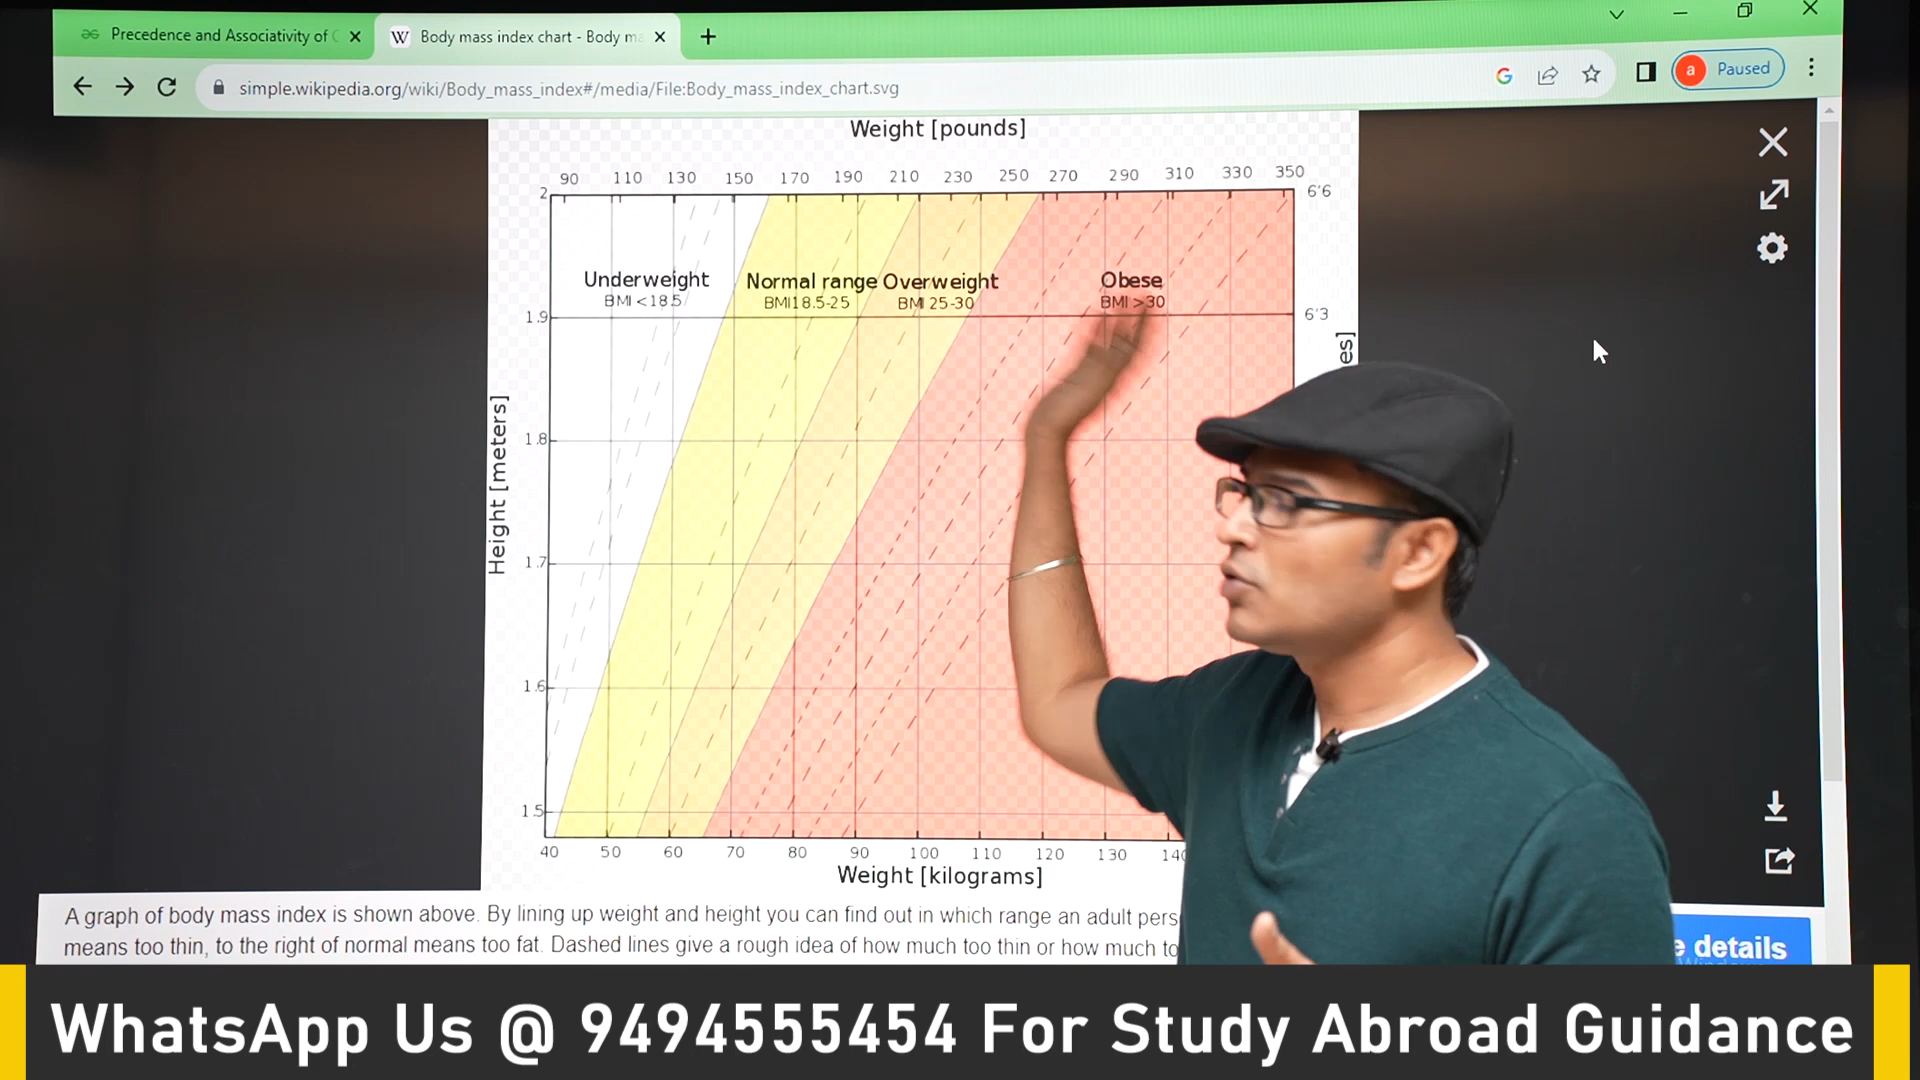 Precedence and Associativity of
Body mass index chart - Body m
simple.wikipedia.org/wiki/Body_mass_index#/media/File:Body_mass_index_chart.svg
a Paused
Weight [pounds]
90 110 130 150 170 190 210 230 250 270 290 310 330 350
2 6'6
Underweight Normal range Overweight Obese
BMI <18.5 BMI18.5-25 BMI 25-30 BMI >30
1.9 6'3
es]
Height [meters]
1.8
1.7
1.6
1.5
40 50 60 70 80 90 100 110 120 130 140
Weight [kilograms]
A graph of body mass index is shown above. By lining up weight and height you can find out in which range an adult pers
means too thin, to the right of normal means too fat. Dashed lines give a rough idea of how much too thin or how much to
e details
WhatsApp Us @ 9494555454 For Study Abroad Guidance